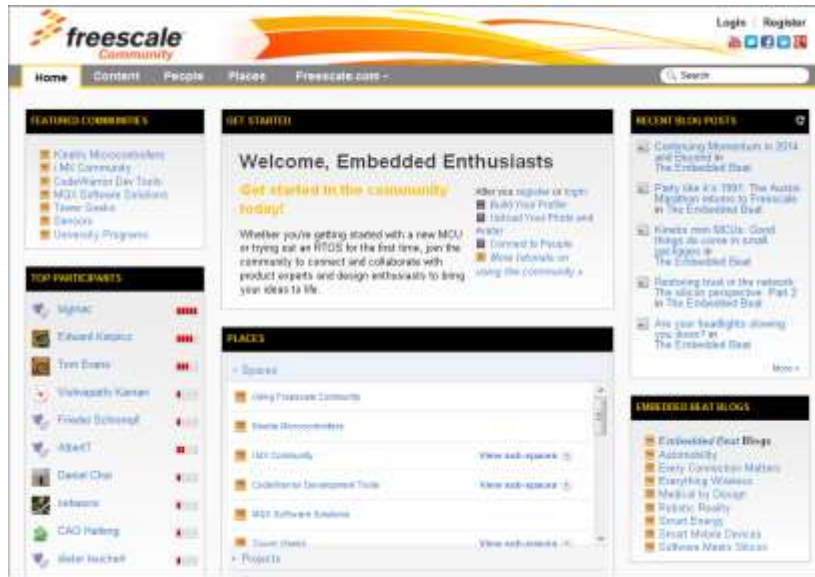 freescale
Community
Login Register
Home Content People Places Freescale.com
Search
FEATURED COMMUNITIES
Kinetis Microcontrollers
i.MX Community
CodeWarrior Dev Tools
MQX Software Solutions
Tower Geeks
Sensors
University Programs
TOP PARTICIPANTS
bigmac
Edward Karpicz
Tom Evans
Daniel Chen
GET STARTED
Welcome, Embedded Enthusiasts
Get started in the community
today!
Whether you're getting started with a new MCU
or trying out an RTOS for the first time, join the
community to connect and collaborate with
product experts and design enthusiasts to bring
your ideas to life.
After you register or login:
Build Your Profile
Upload Your Photo and
Avatar
Connect to People
More tutorials on
using the community »
PLACES
Spaces
Using Freescale Community
Kinetis Microcontrollers
i.MX Community View sub-spaces
CodeWarrior Development Tools View sub-spaces
MQX Software Solutions
Tower Geeks View sub-spaces
Projects
RECENT BLOG POSTS
Continuing Momentum in 2014
and Beyond in
The Embedded Beat
Party like it's 1991: The Austin
Marathon returns to Freescale
in The Embedded Beat
Kinetis mini MCUs: Good
things do come in small
packages in
The Embedded Beat
Restoring trust in the network:
The silicon perspective, Part 2
in The Embedded Beat
Are your headlights slowing
you down? in
The Embedded Beat
More »
EMBEDDED BEAT BLOGS
Embedded Beat Blogs
Automobility
Every Connection Matters
Everything Wireless
Medical by Design
Robotic Reality
Smart Energy
Smart Mobile Devices
Software Meets Silicon